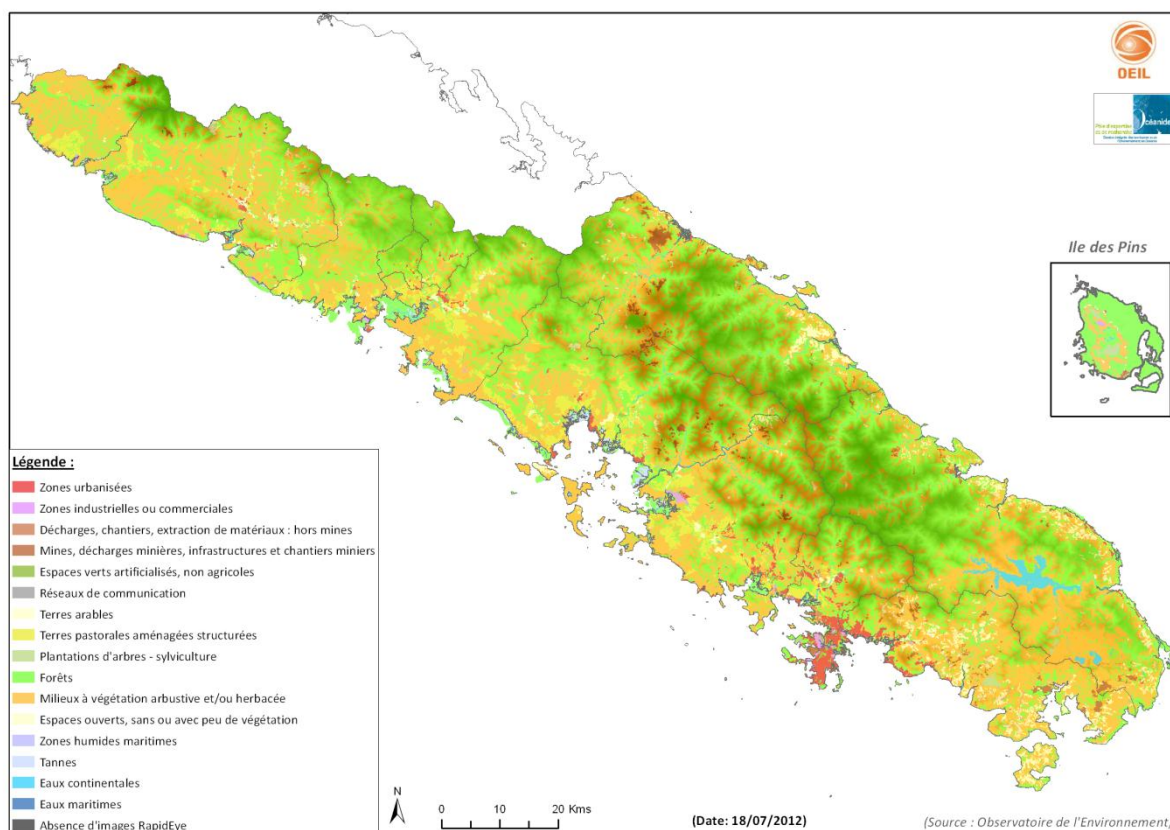 OEIL
Océanide
Ile des Pins
Légende :
Zones urbanisées
Zones industrielles ou commerciales
Décharges, chantiers, extraction de matériaux : hors mines
Mines, décharges minières, infrastructures et chantiers miniers
Espaces verts artificialisés, non agricoles
Réseaux de communication
Terres arables
Terres pastorales aménagées structurées
Plantations d'arbres - sylviculture
Forêts
Milieux à végétation arbustive et/ou herbacée
Espaces ouverts, sans ou avec peu de végétation
Zones humides maritimes
Tannes
Eaux continentales
Eaux maritimes
Absence d'images RapidEye
N
0 10 20 Kms
(Date: 18/07/2012)
(Source : Observatoire de l'Environnement)